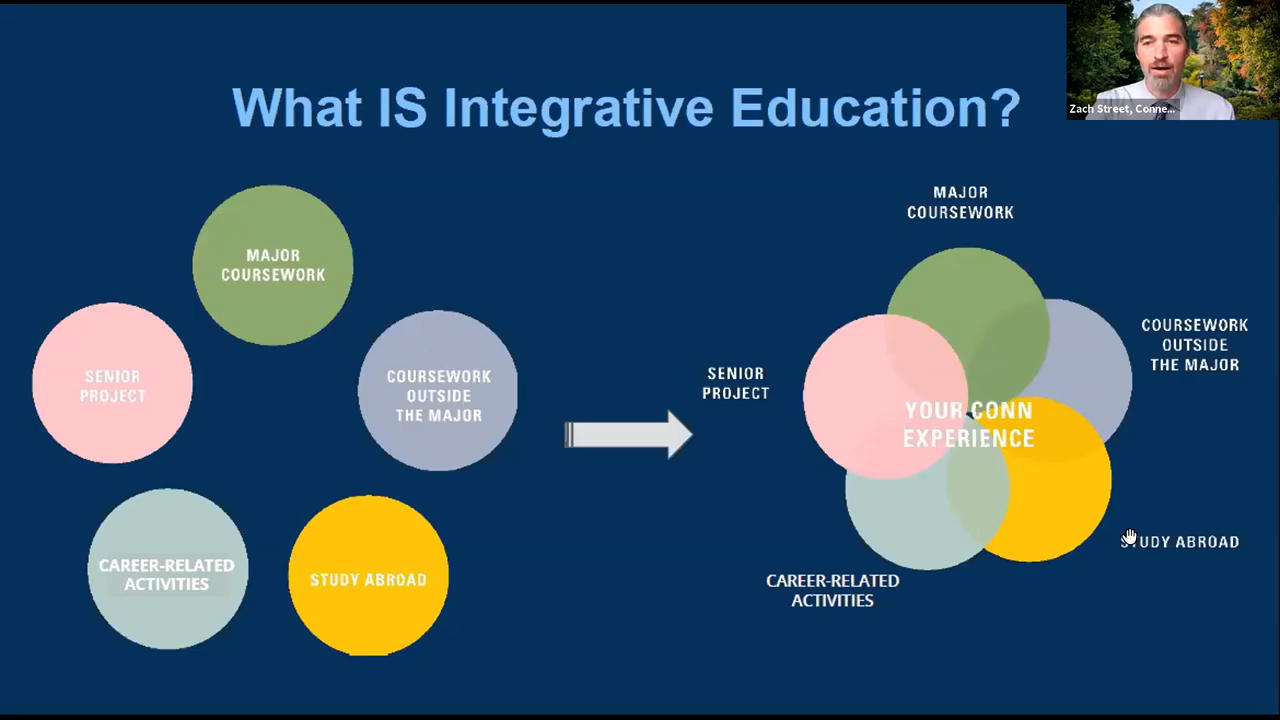 What IS Integrative Education?
Zach Street, Conne...
MAJOR
COURSEWORK
SENIOR
PROJECT
COURSEWORK
OUTSIDE
THE MAJOR
CAREER-RELATED
ACTIVITIES
STUDY ABROAD
MAJOR
COURSEWORK
COURSEWORK
OUTSIDE
THE MAJOR
SENIOR
PROJECT
YOUR CONN
EXPERIENCE
STUDY ABROAD
CAREER-RELATED
ACTIVITIES